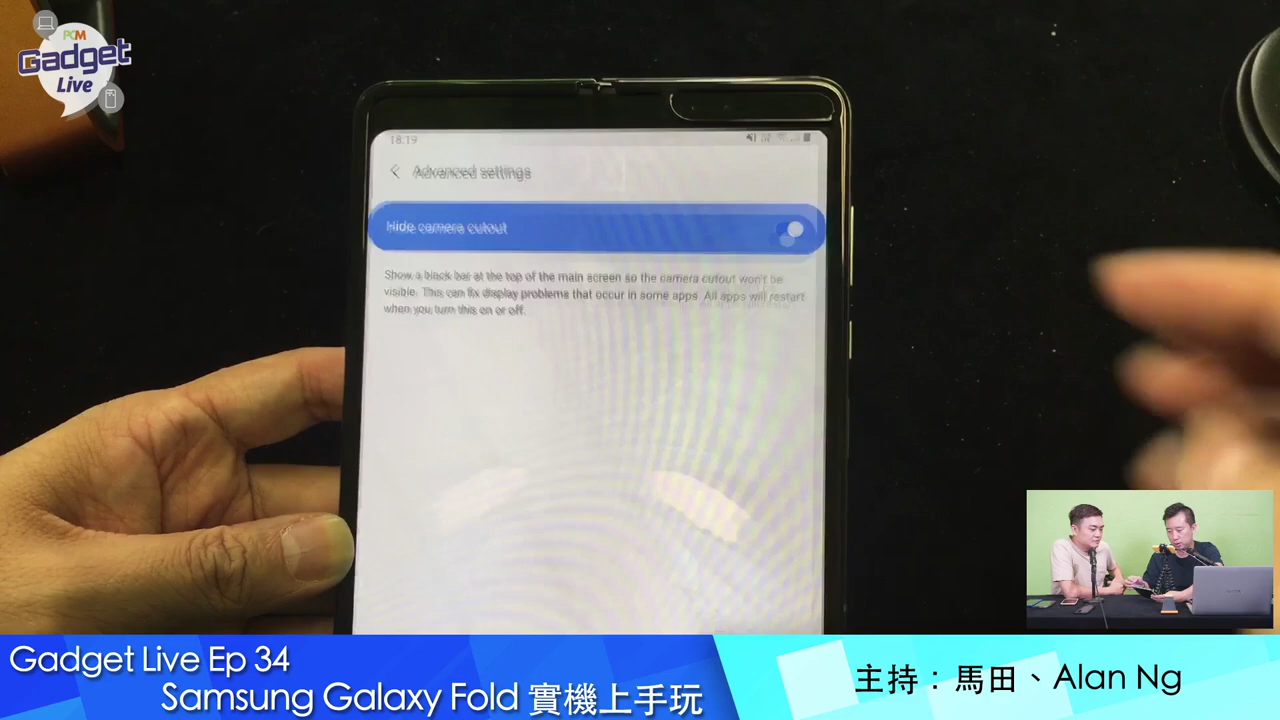 PCM
Gadget
Live
18.19
Advanced settings
Hide camera cutout
Show a black bar at the top of the main screen so the camera cutout won't be
visible. This can fix display problems that occur in some apps. All apps will restart
when you turn this on or off.
Gadget Live Ep 34
Samsung Galaxy Fold 實機上手玩
主持：馬田、Alan Ng